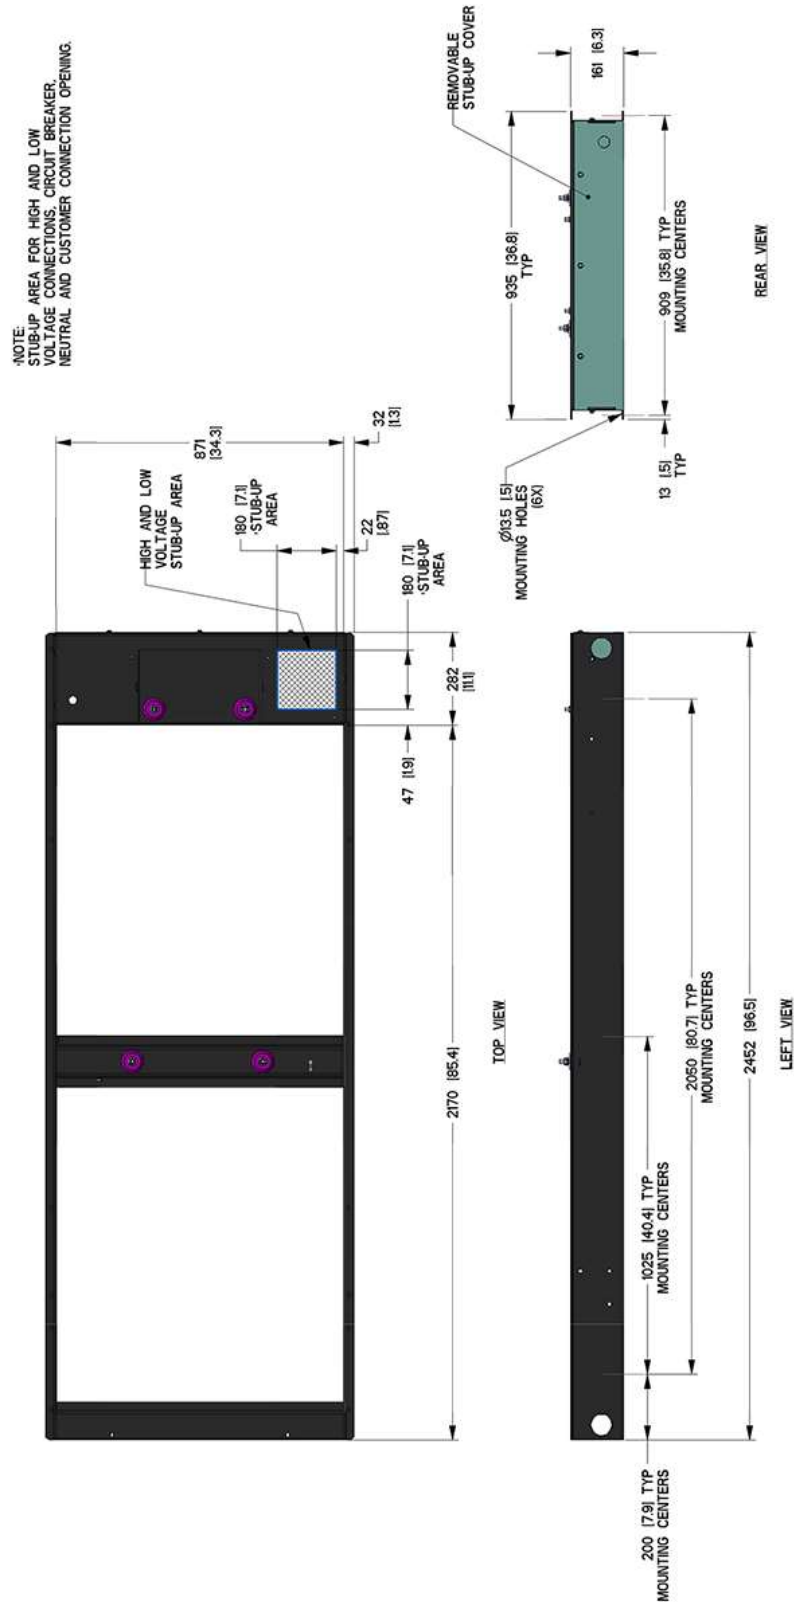 ·NOTE:
STUB-UP AREA FOR HIGH AND LOW
VOLTAGE CONNECTIONS, CIRCUIT BREAKER,
NEUTRAL AND CUSTOMER CONNECTION OPENING.
HIGH AND LOW
VOLTAGE
STUB-UP AREA
871
[34.3]
32
[1.3]
180 [7.1]
·STUB-UP
AREA
22
[.87]
180 [7.1]
·STUB-UP
AREA
282
[11.1]
47 [1.9]
2170 [85.4]
TOP VIEW
REMOVABLE
STUB-UP COVER
161 [6.3]
935 [36.8]
TYP
909 [35.8] TYP
MOUNTING CENTERS
Ø13.5 [.5]
MOUNTING HOLES
(6X)
13 [.5]
TYP
REAR VIEW
200 [7.9] TYP
MOUNTING CENTERS
1025 [40.4] TYP
MOUNTING CENTERS
2050 [80.7] TYP
MOUNTING CENTERS
2452 [96.5]
LEFT VIEW